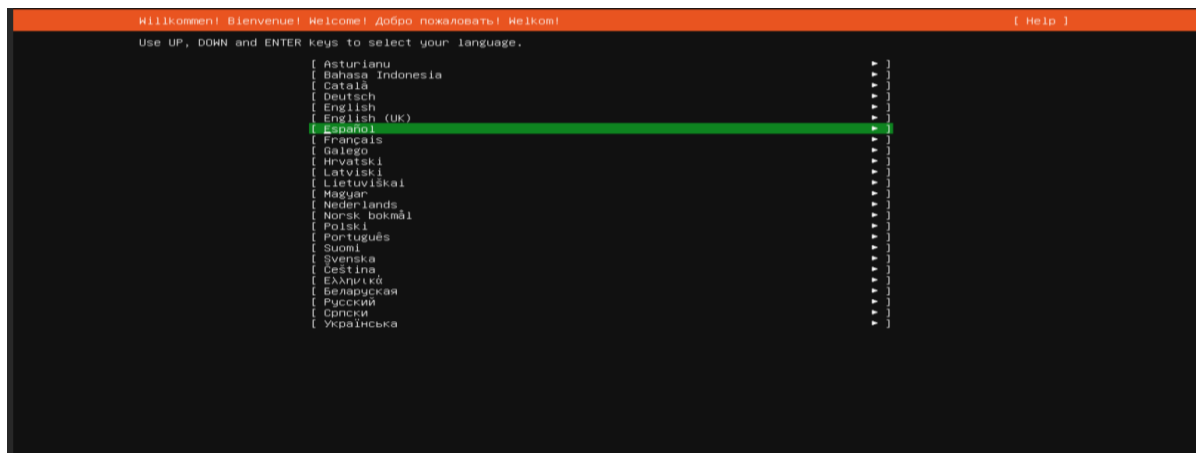 Willkommen! Bienvenue! Welcome! Добро пожаловать! Welkom! [ Help ]
Use UP, DOWN and ENTER keys to select your language.
[ Asturianu ► ]
[ Bahasa Indonesia ► ]
[ Català ► ]
[ Deutsch ► ]
[ English ► ]
[ English (UK) ► ]
[ Español ► ]
[ Français ► ]
[ Galego ► ]
[ Hrvatski ► ]
[ Latviski ► ]
[ Lietuviškai ► ]
[ Magyar ► ]
[ Nederlands ► ]
[ Norsk bokmål ► ]
[ Polski ► ]
[ Português ► ]
[ Suomi ► ]
[ Svenska ► ]
[ Čeština ► ]
[ Ελληνικά ► ]
[ Беларуская ► ]
[ Русский ► ]
[ Српски ► ]
[ Українська ► ]